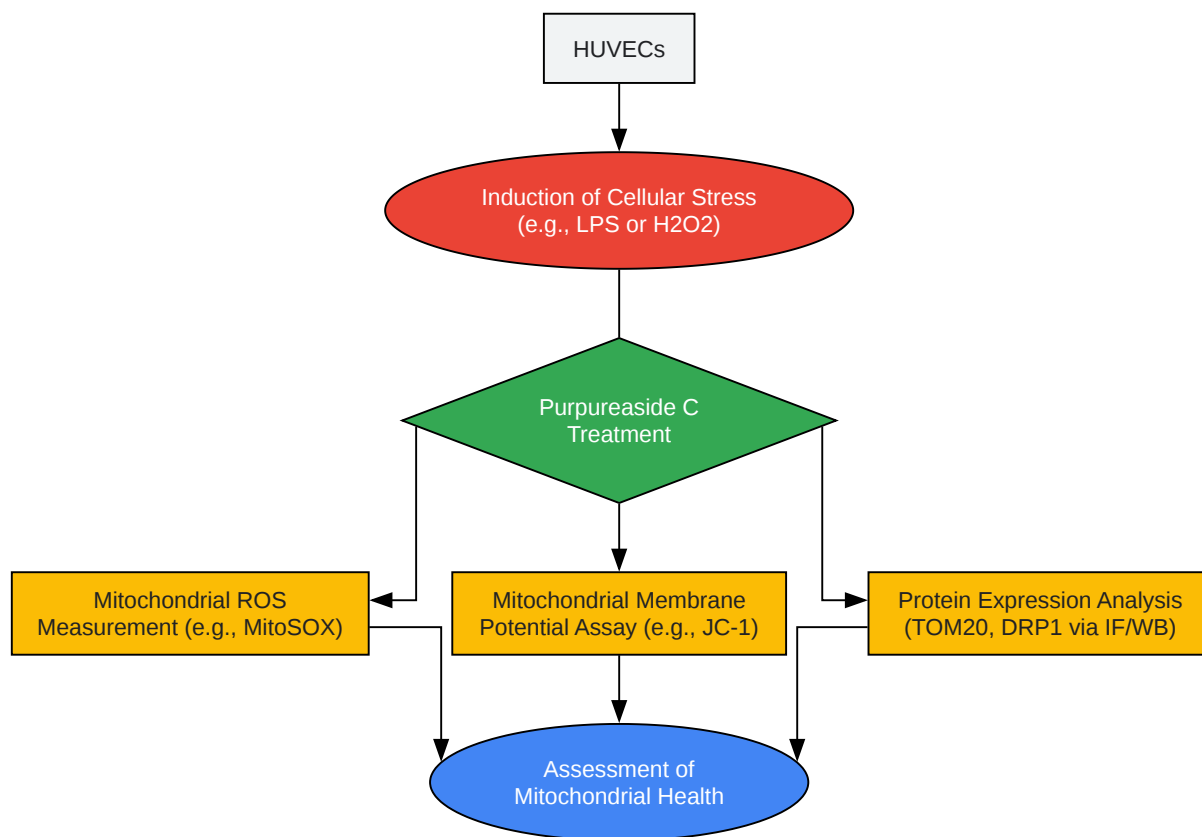 HUVECs
Induction of Cellular Stress
(e.g., LPS or H2O2)
Purpureaside C
Treatment
Mitochondrial ROS
Measurement (e.g., MitoSOX)
Mitochondrial Membrane
Potential Assay (e.g., JC-1)
Protein Expression Analysis
(TOM20, DRP1 via IF/WB)
Assessment of
Mitochondrial Health